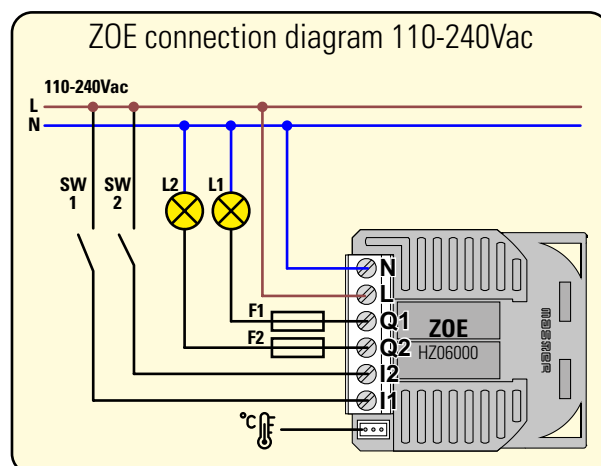 ZOE connection diagram 110-240Vac
110-240Vac
L
N
SW
1
SW
2
L2
L1
N
L
F1
Q1
F2
Q2
I2
I1
ZOE
HZ06000
°C